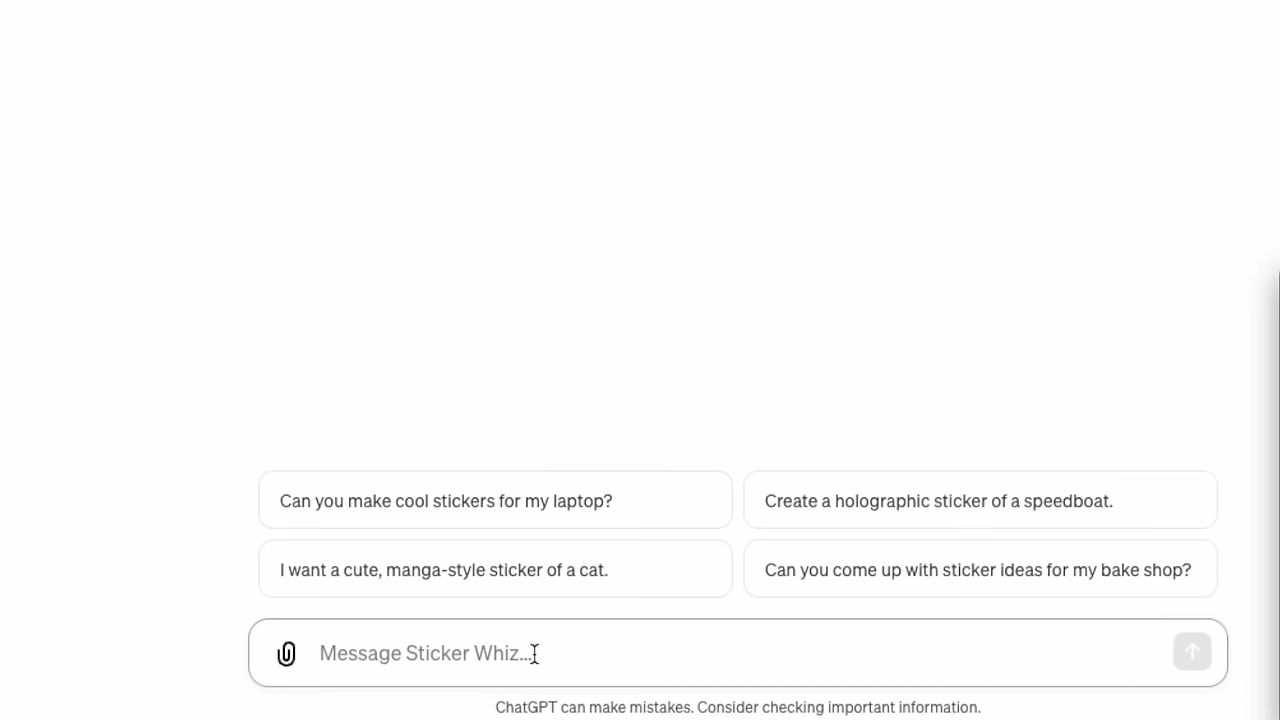 Can you make cool stickers for my laptop?
Create a holographic sticker of a speedboat.
I want a cute, manga-style sticker of a cat.
Can you come up with sticker ideas for my bake shop?
Message Sticker Whiz...
ChatGPT can make mistakes. Consider checking important information.